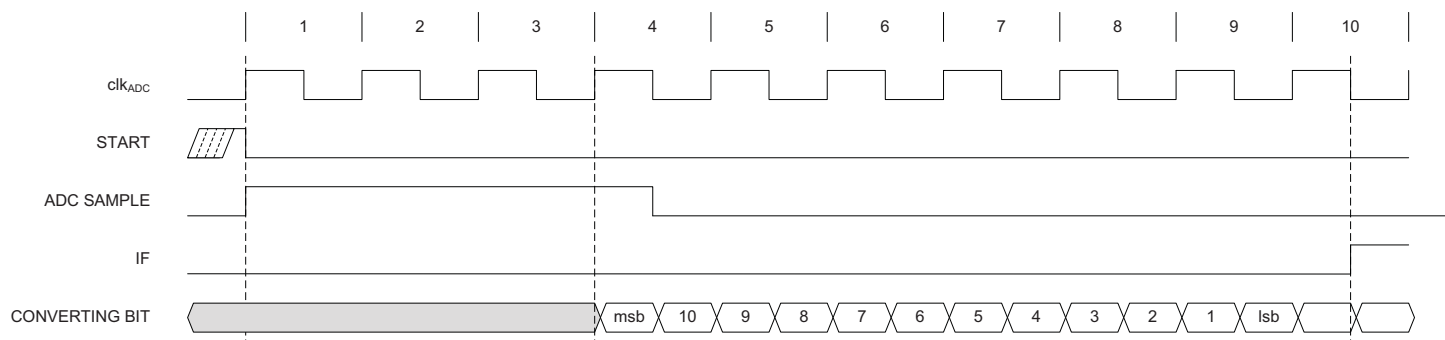 1 2 3 4 5 6 7 8 9 10
clkADC
START
ADC SAMPLE
IF
CONVERTING BIT msb 10 9 8 7 6 5 4 3 2 1 lsb